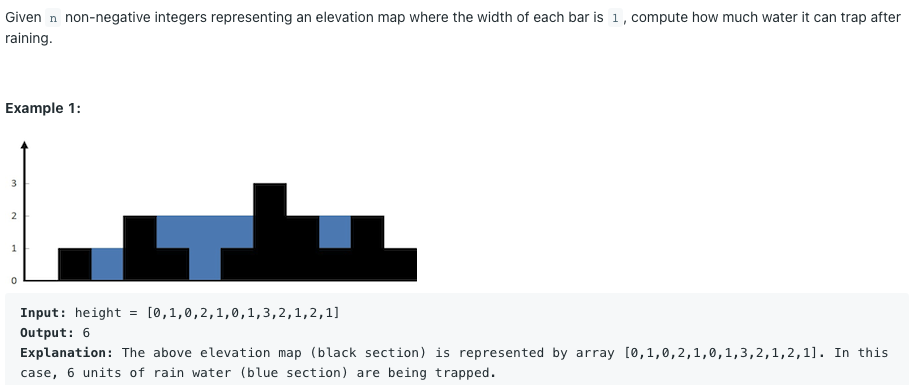 Given n non-negative integers representing an elevation map where the width of each bar is 1, compute how much water it can trap after
raining.
Example 1:
3
2
1
0
Input: height = [0,1,0,2,1,0,1,3,2,1,2,1]
Output: 6
Explanation: The above elevation map (black section) is represented by array [0,1,0,2,1,0,1,3,2,1,2,1]. In this
case, 6 units of rain water (blue section) are being trapped.